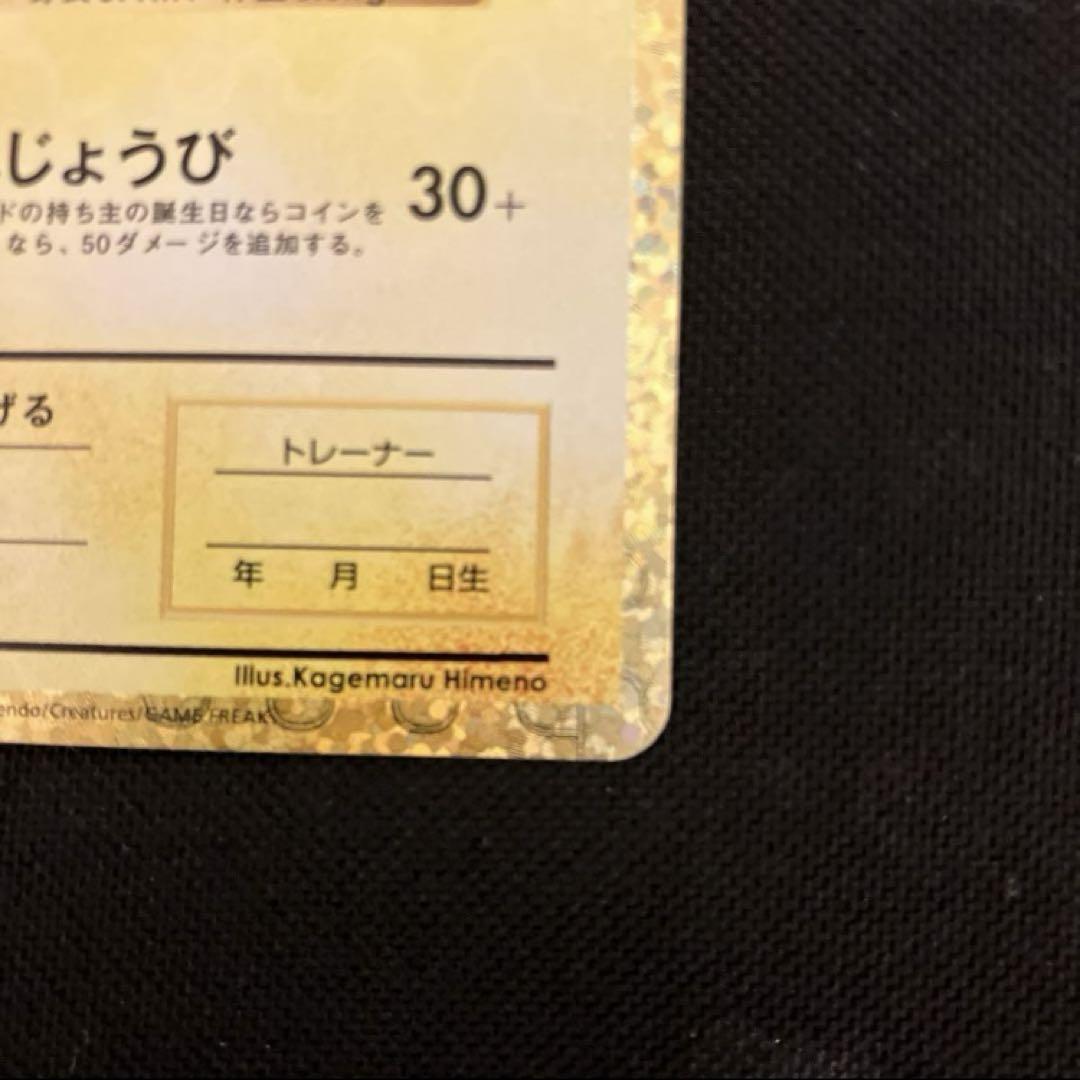 じょうび
30+
ドの持ち主の誕生日ならコインを
なら、50ダメージを追加する。
げる
トレーナー
年 月 日生
Illus.Kagemaru Himeno
endo/Creatures/GAME FREAK